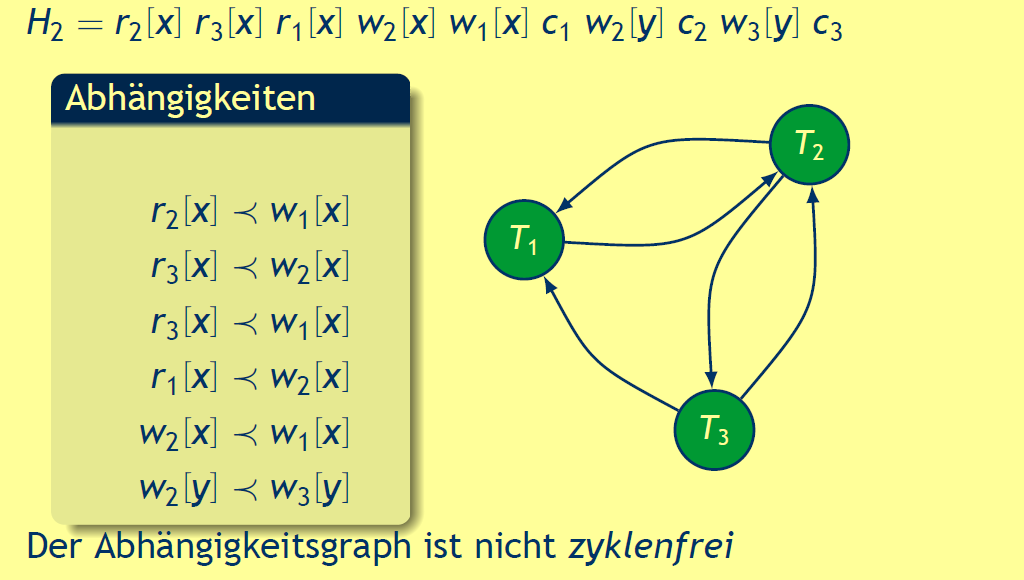 H₂ = r₂[x] r₃[x] r₁[x] w₂[x] w₁[x] c₁ w₂[y] c₂ w₃[y] c₃
Abhängigkeiten
r₂[x] ≺ w₁[x]
r₃[x] ≺ w₂[x]
r₃[x] ≺ w₁[x]
r₁[x] ≺ w₂[x]
w₂[x] ≺ w₁[x]
w₂[y] ≺ w₃[y]
T₂
T₁
T₃
Der Abhängigkeitsgraph ist nicht zyklenfrei